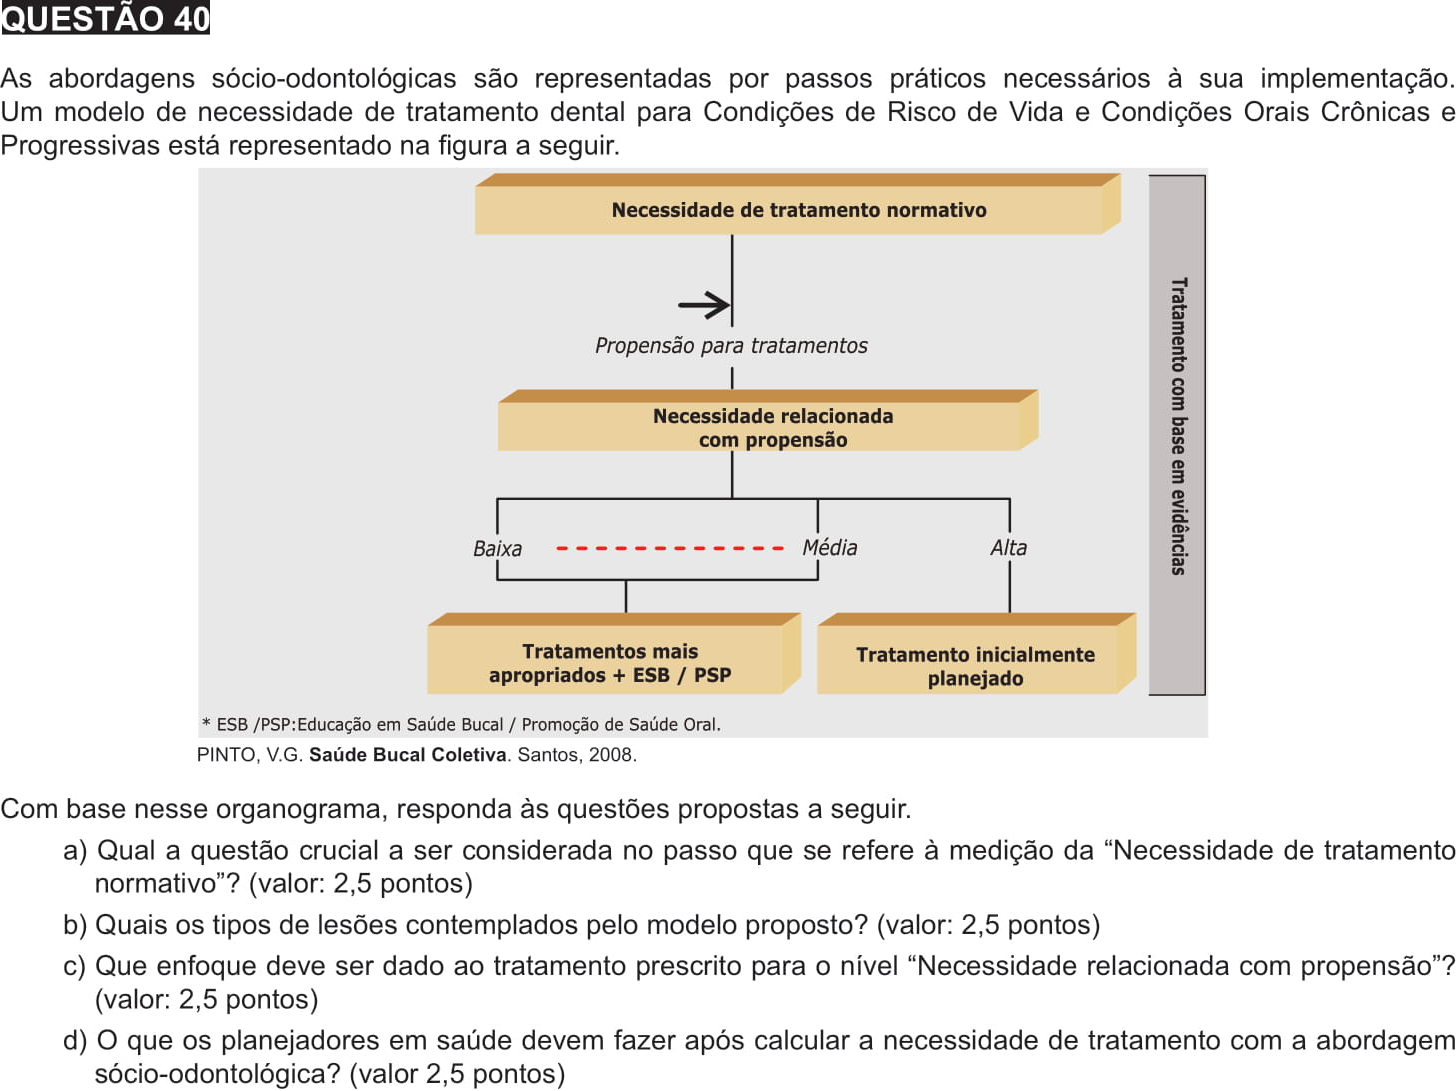 QUESTÃO 40
As abordagens sócio-odontológicas são representadas por passos práticos necessários à sua implementação.
Um modelo de necessidade de tratamento dental para Condições de Risco de Vida e Condições Orais Crônicas e
Progressivas está representado na figura a seguir.
Necessidade de tratamento normativo
Propensão para tratamentos
Necessidade relacionada
com propensão
Baixa
Média
Alta
Tratamentos mais
apropriados + ESB / PSP
Tratamento inicialmente
planejado
Tratamento com base em evidências
* ESB /PSP:Educação em Saúde Bucal / Promoção de Saúde Oral.
PINTO, V.G. Saúde Bucal Coletiva. Santos, 2008.
Com base nesse organograma, responda às questões propostas a seguir.
a) Qual a questão crucial a ser considerada no passo que se refere à medição da “Necessidade de tratamento
normativo”? (valor: 2,5 pontos)
b) Quais os tipos de lesões contemplados pelo modelo proposto? (valor: 2,5 pontos)
c) Que enfoque deve ser dado ao tratamento prescrito para o nível “Necessidade relacionada com propensão”?
(valor: 2,5 pontos)
d) O que os planejadores em saúde devem fazer após calcular a necessidade de tratamento com a abordagem
sócio-odontológica? (valor 2,5 pontos)